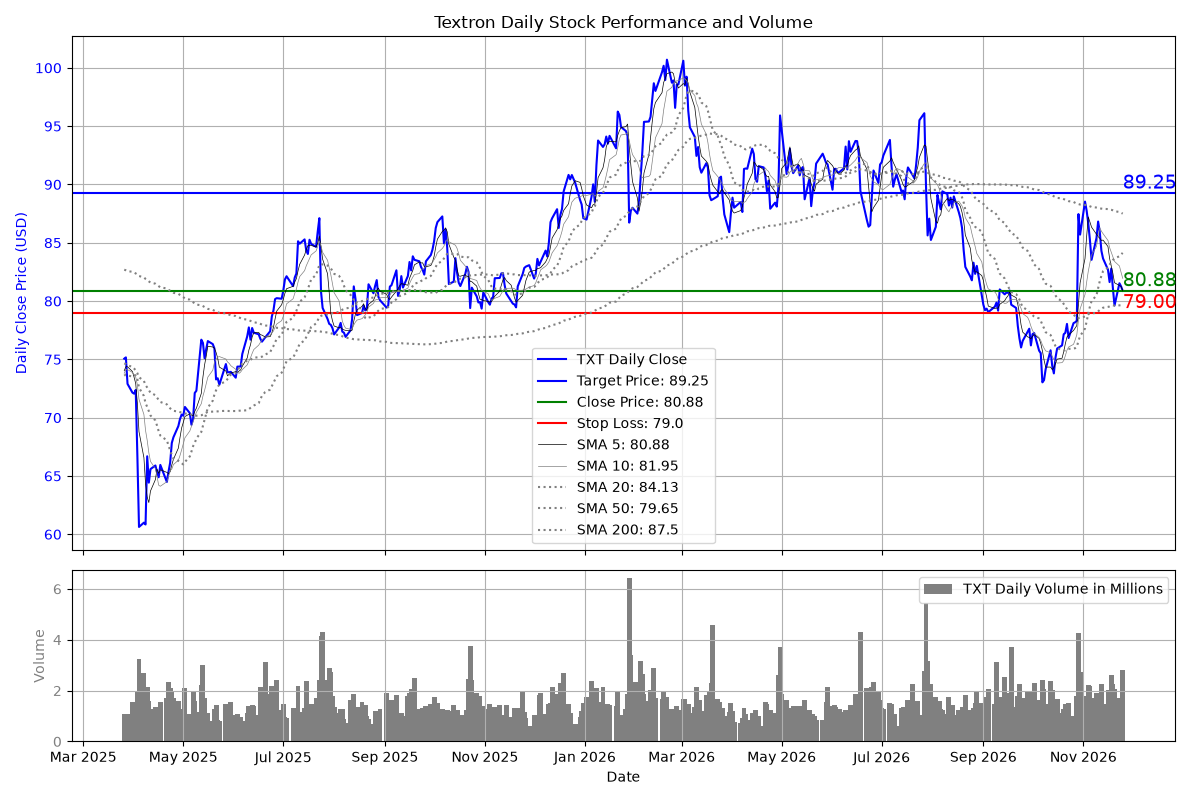 Textron Daily Stock Performance and Volume
Daily Close Price (USD)
100
95
90
85
80
75
70
65
60
89.25
80.88
79.00
TXT Daily Close
Target Price: 89.25
Close Price: 80.88
Stop Loss: 79.0
SMA 5: 80.88
SMA 10: 81.95
SMA 20: 84.13
SMA 50: 79.65
SMA 200: 87.5
Volume
6
4
2
0
TXT Daily Volume in Millions
Mar 2025 May 2025 Jul 2025 Sep 2025 Nov 2025 Jan 2026 Mar 2026 May 2026 Jul 2026 Sep 2026 Nov 2026
Date